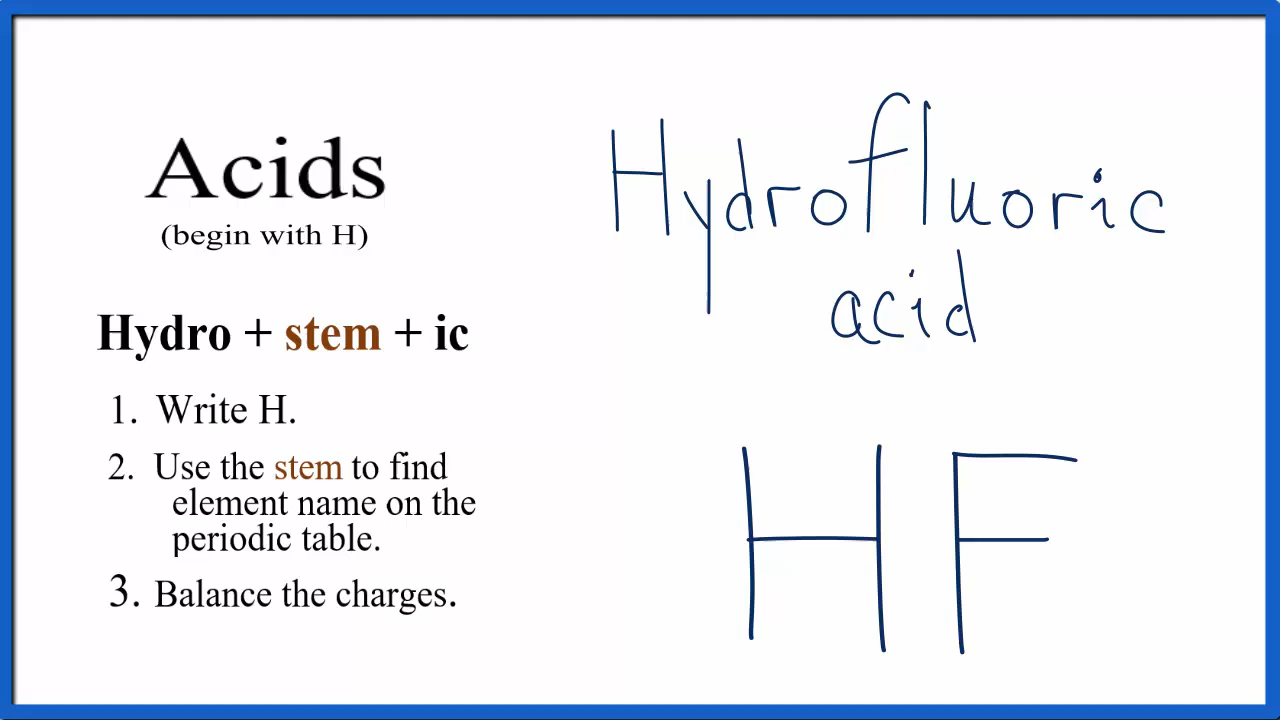 Acids
(begin with H)
Hydro + stem + ic
1. Write H.
2. Use the stem to find
element name on the
periodic table.
3. Balance the charges.
Hydrofluoric
acid
HF